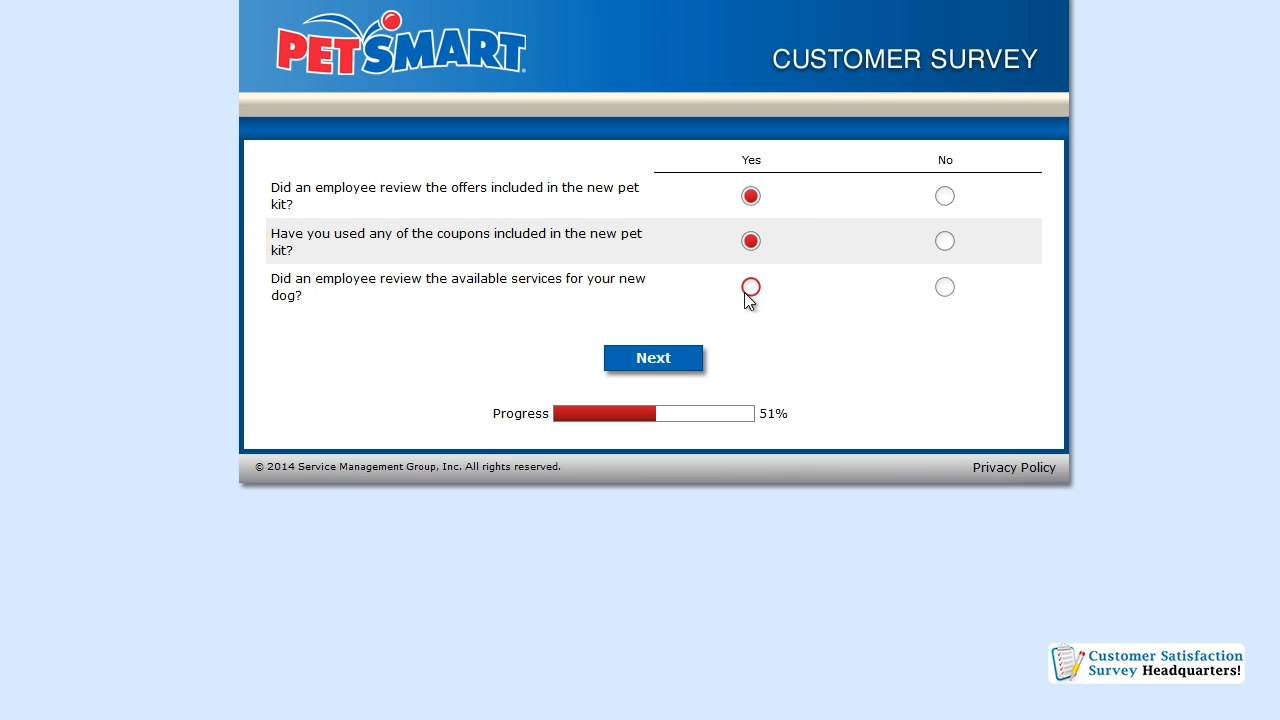 PETSMART
CUSTOMER SURVEY
Yes No
Did an employee review the offers included in the new pet
kit?
Have you used any of the coupons included in the new pet
kit?
Did an employee review the available services for your new
dog?
Next
Progress 51%
© 2014 Service Management Group, Inc. All rights reserved.
Privacy Policy
Customer Satisfaction
Survey Headquarters!